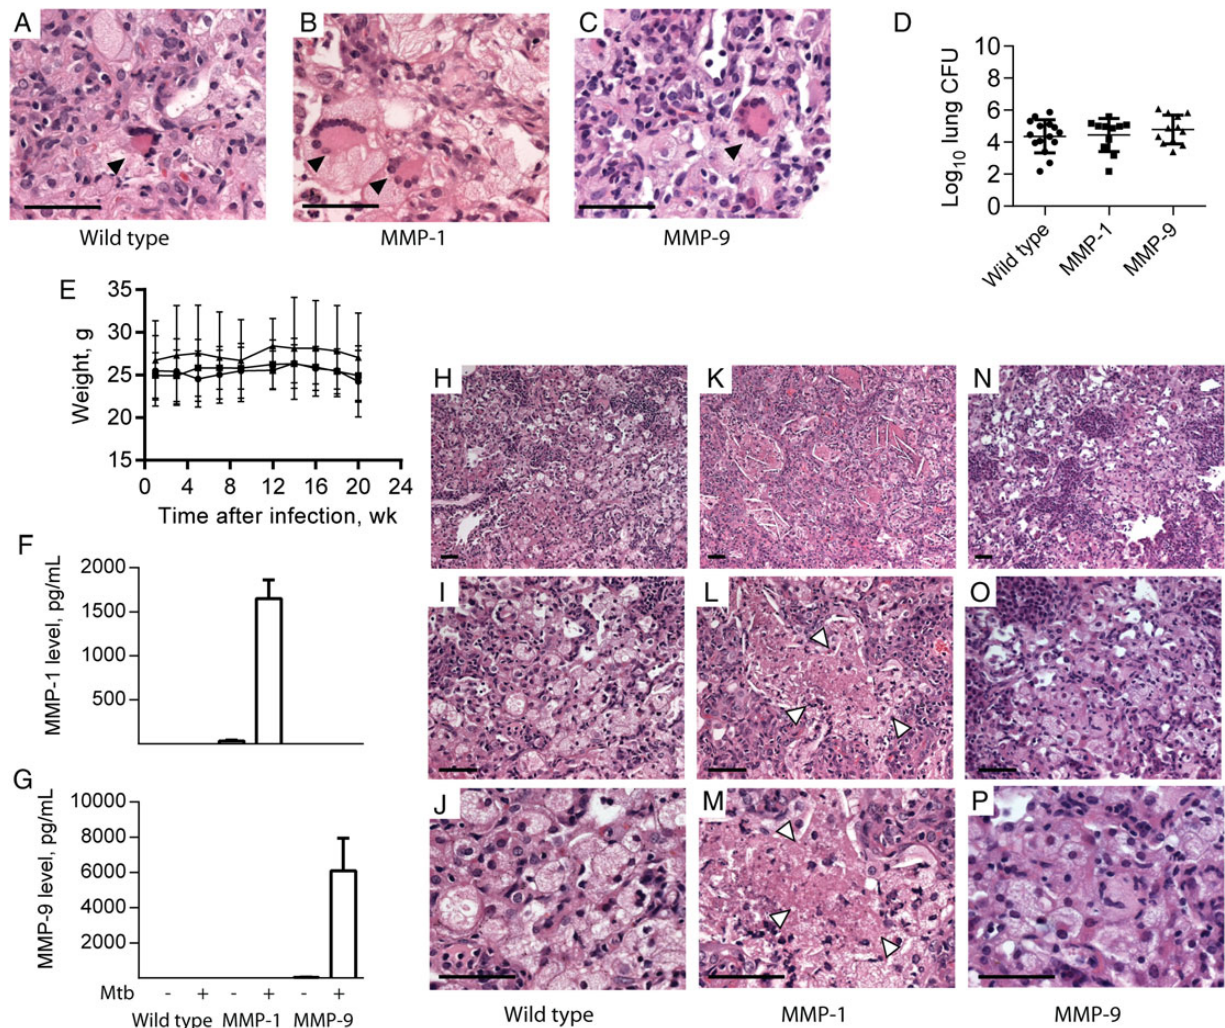 A
B
C
Wild type
MMP-1
MMP-9
D
Log10 lung CFU
10
8
6
4
2
0
Wild type
MMP-1
MMP-9
E
Weight, g
35
30
25
20
15
0 4 8 12 16 20 24
Time after infection, wk
F
MMP-1 level, pg/mL
2000
1500
1000
500
G
MMP-9 level, pg/mL
10000
8000
6000
4000
2000
Mtb - + - + - +
Wild type MMP-1 MMP-9
H
K
N
I
L
O
J
M
P
Wild type
MMP-1
MMP-9